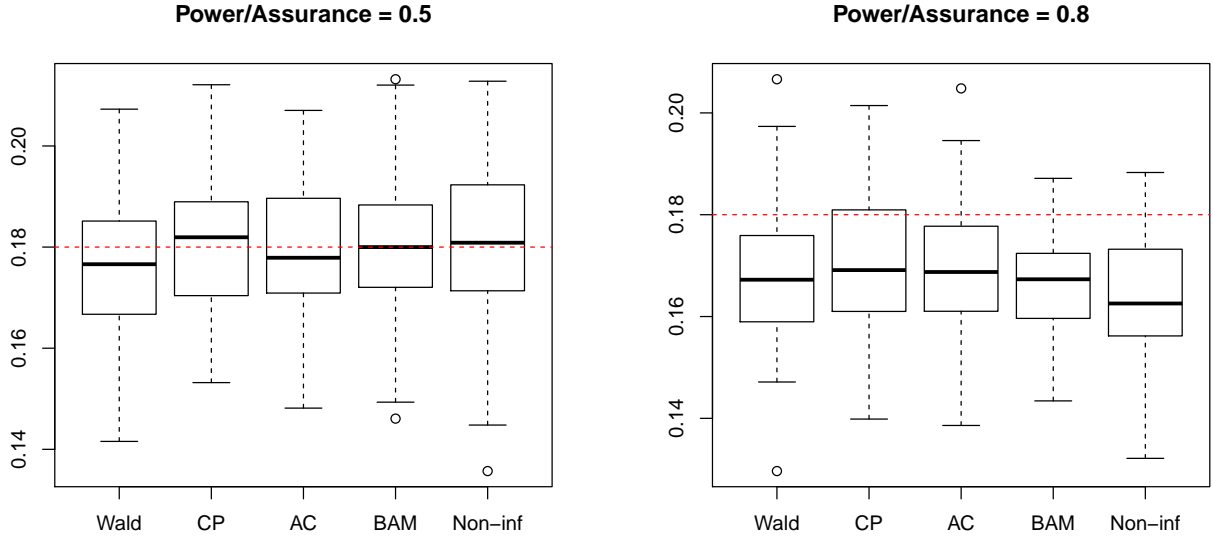 Power/Assurance = 0.5
0.20
0.18
0.16
0.14
Wald CP AC BAM Non−inf
Power/Assurance = 0.8
0.20
0.18
0.16
0.14
Wald CP AC BAM Non−inf